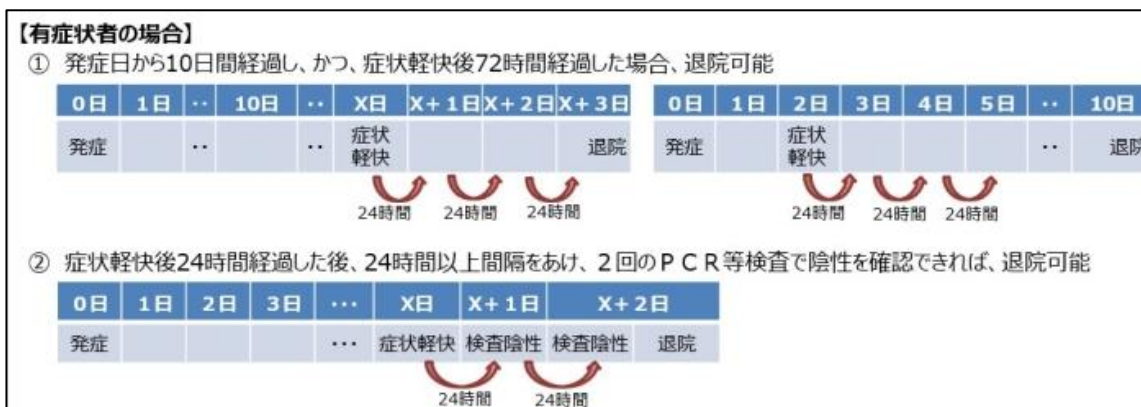 【有症状者の場合】
① 発症日から10日間経過し、かつ、症状軽快後72時間経過した場合、退院可能
0日 1日 ‥ 10日 ‥ X日 X+1日 X+2日 X+3日
発症 ‥ ‥ 症状軽快 退院
24時間 24時間 24時間
0日 1日 2日 3日 4日 5日 ‥ 10日
発症 症状軽快 ‥ 退院
24時間 24時間 24時間
② 症状軽快後24時間経過した後、24時間以上間隔をあけ、2回のPCR等検査で陰性を確認できれば、退院可能
0日 1日 2日 3日 … X日 X+1日 X+2日
発症 … 症状軽快 検査陰性 検査陰性 退院
24時間 24時間